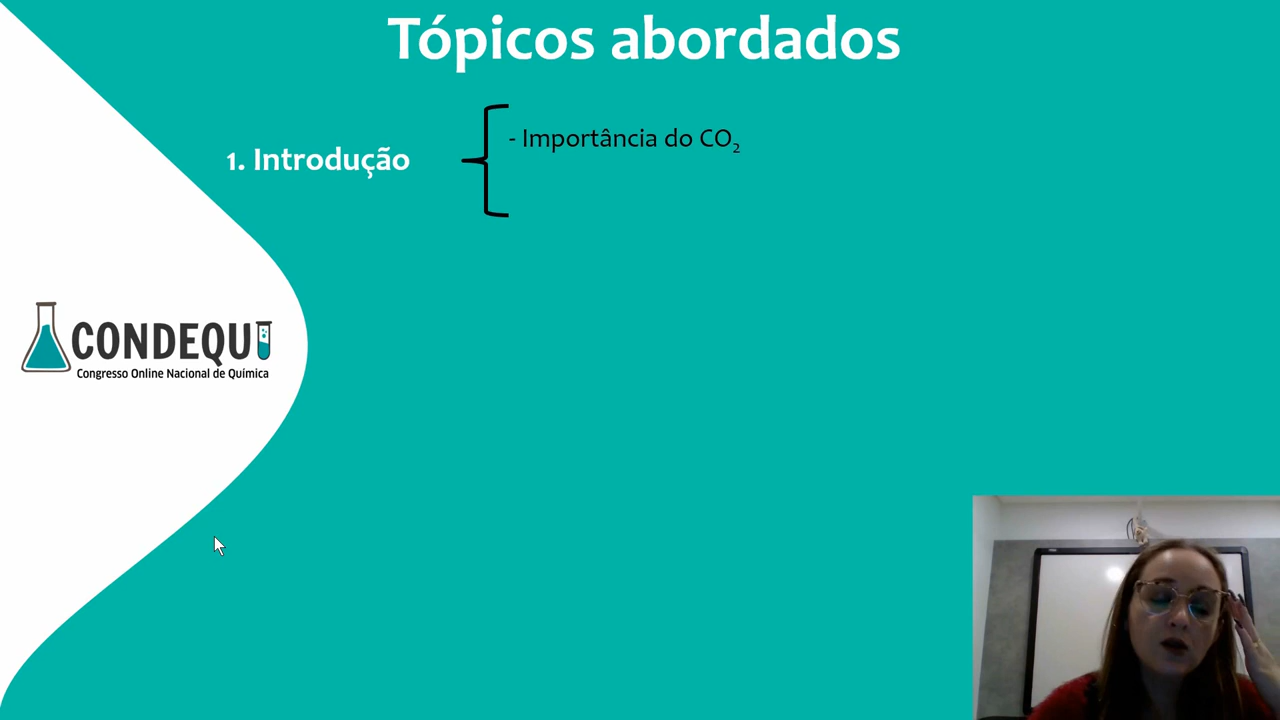 Tópicos abordados
1. Introdução
- Importância do CO₂
CONDEQUI
Congresso Online Nacional de Química